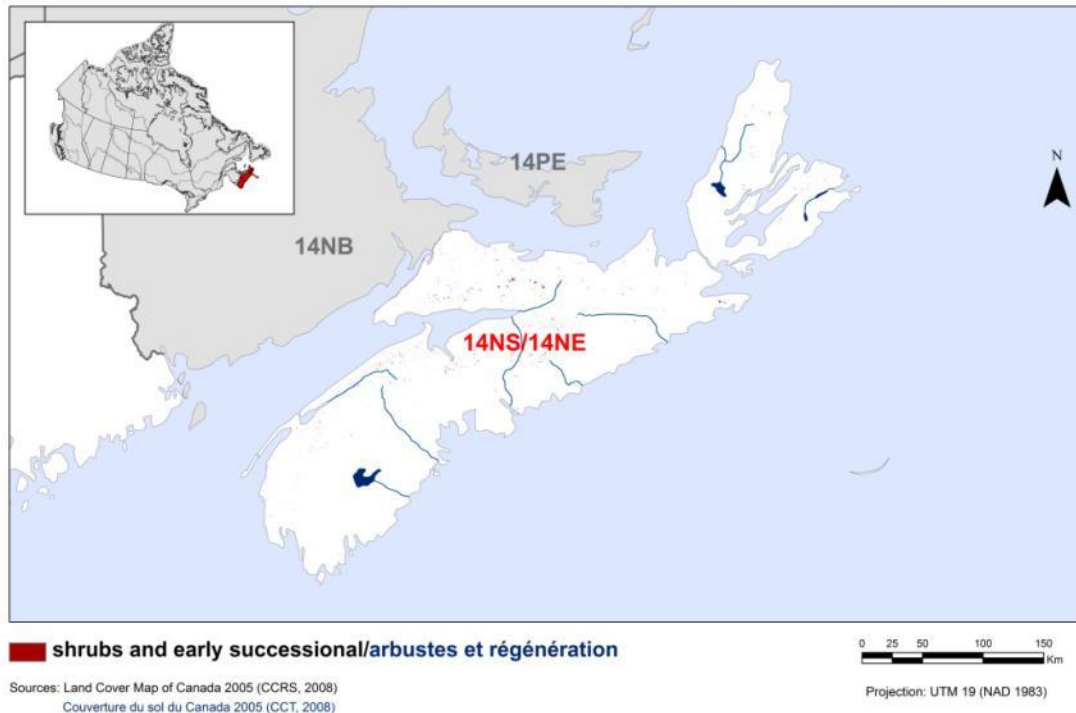 14PE
N
14NB
14NS/14NE
shrubs and early successional/arbustes et régénération
0 25 50 100 150
Km
Sources: Land Cover Map of Canada 2005 (CCRS, 2008)
Couverture du sol du Canada 2005 (CCT, 2008)
Projection: UTM 19 (NAD 1983)